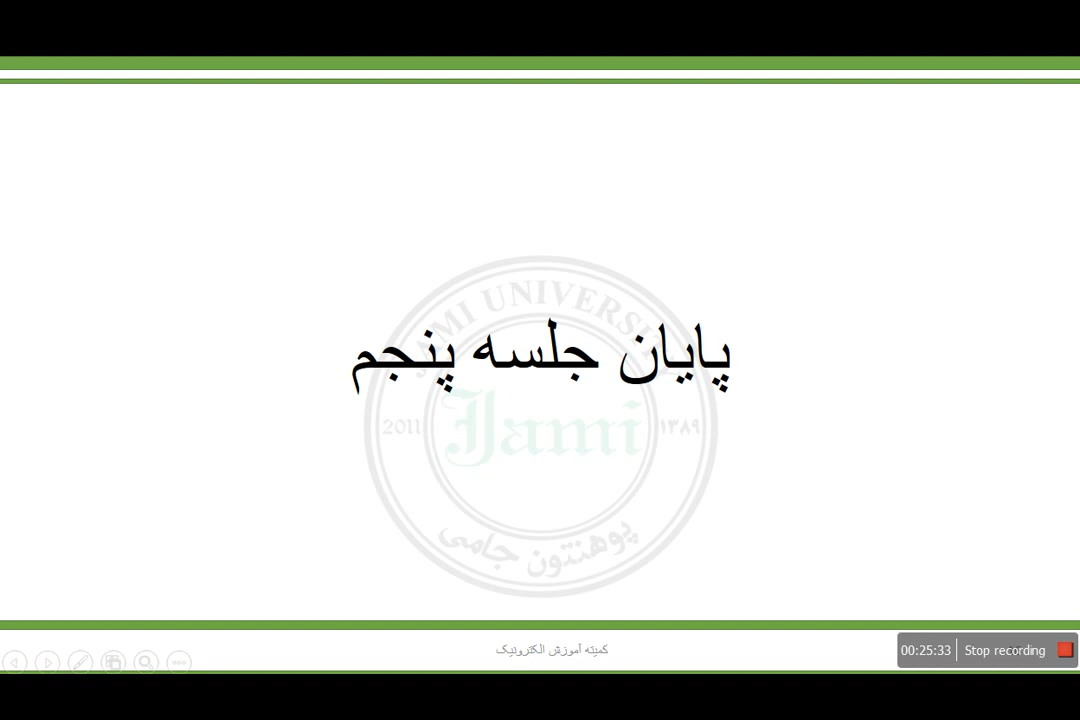 JAMI UNIVERSITY
پایان جلسه پنجم
2011
Jami
۱۳۸۹
پوهنتون جامی
کمیته آموزش الکترونیک
00:25:33
Stop recording